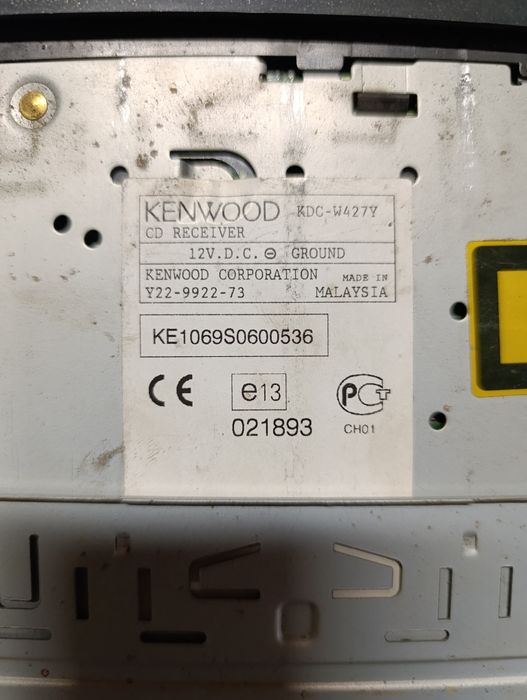 KENWOOD KDC-W427Y
CD RECEIVER
12V.D.C. ⊖ GROUND
KENWOOD CORPORATION MADE IN
Y22-9922-73 MALAYSIA
KE1069S0600536
CE e13 PCT
021893 CH01